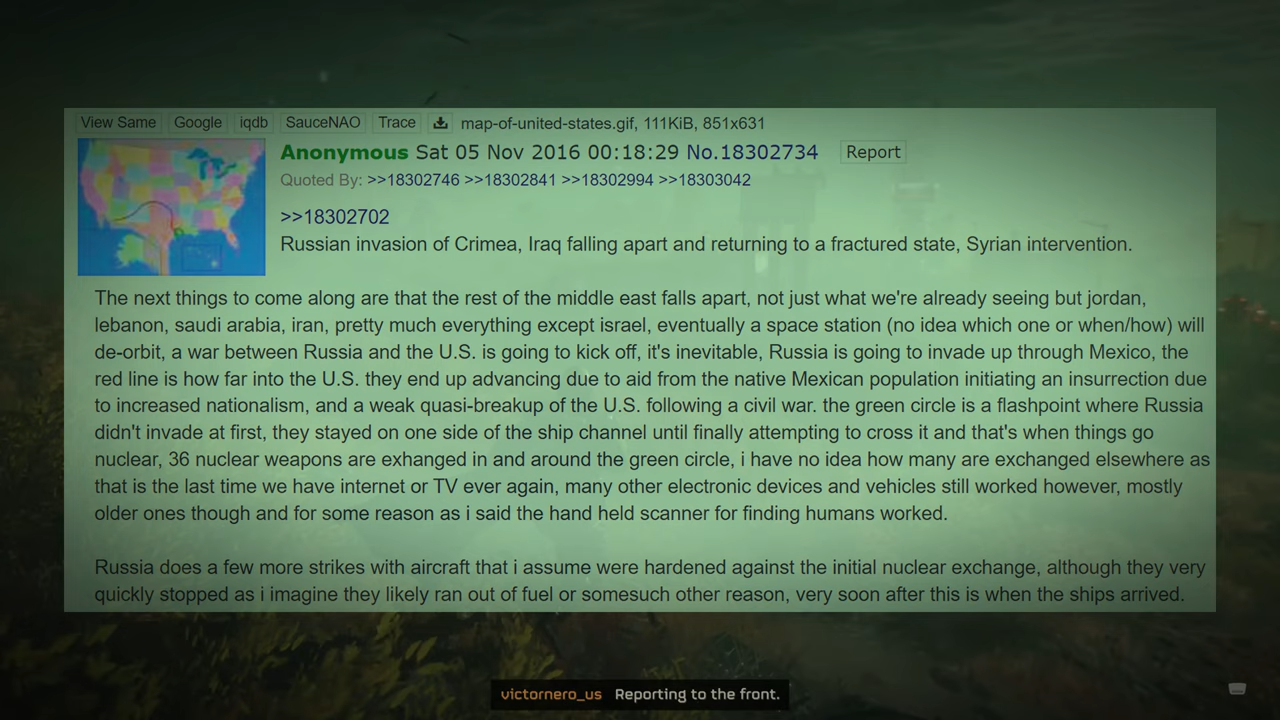 View Same Google iqdb SauceNAO Trace map-of-united-states.gif, 111KiB, 851x631
Anonymous Sat 05 Nov 2016 00:18:29 No.18302734 Report
Quoted By: >>18302746 >>18302841 >>18302994 >>18303042
>>18302702
Russian invasion of Crimea, Iraq falling apart and returning to a fractured state, Syrian intervention.
The next things to come along are that the rest of the middle east falls apart, not just what we're already seeing but jordan,
lebanon, saudi arabia, iran, pretty much everything except israel, eventually a space station (no idea which one or when/how) will
de-orbit, a war between Russia and the U.S. is going to kick off, it's inevitable, Russia is going to invade up through Mexico, the
red line is how far into the U.S. they end up advancing due to aid from the native Mexican population initiating an insurrection due
to increased nationalism, and a weak quasi-breakup of the U.S. following a civil war. the green circle is a flashpoint where Russia
didn't invade at first, they stayed on one side of the ship channel until finally attempting to cross it and that's when things go
nuclear, 36 nuclear weapons are exhanged in and around the green circle, i have no idea how many are exchanged elsewhere as
that is the last time we have internet or TV ever again, many other electronic devices and vehicles still worked however, mostly
older ones though and for some reason as i said the hand held scanner for finding humans worked.
Russia does a few more strikes with aircraft that i assume were hardened against the initial nuclear exchange, although they very
quickly stopped as i imagine they likely ran out of fuel or somesuch other reason, very soon after this is when the ships arrived.
victornero_us Reporting to the front.